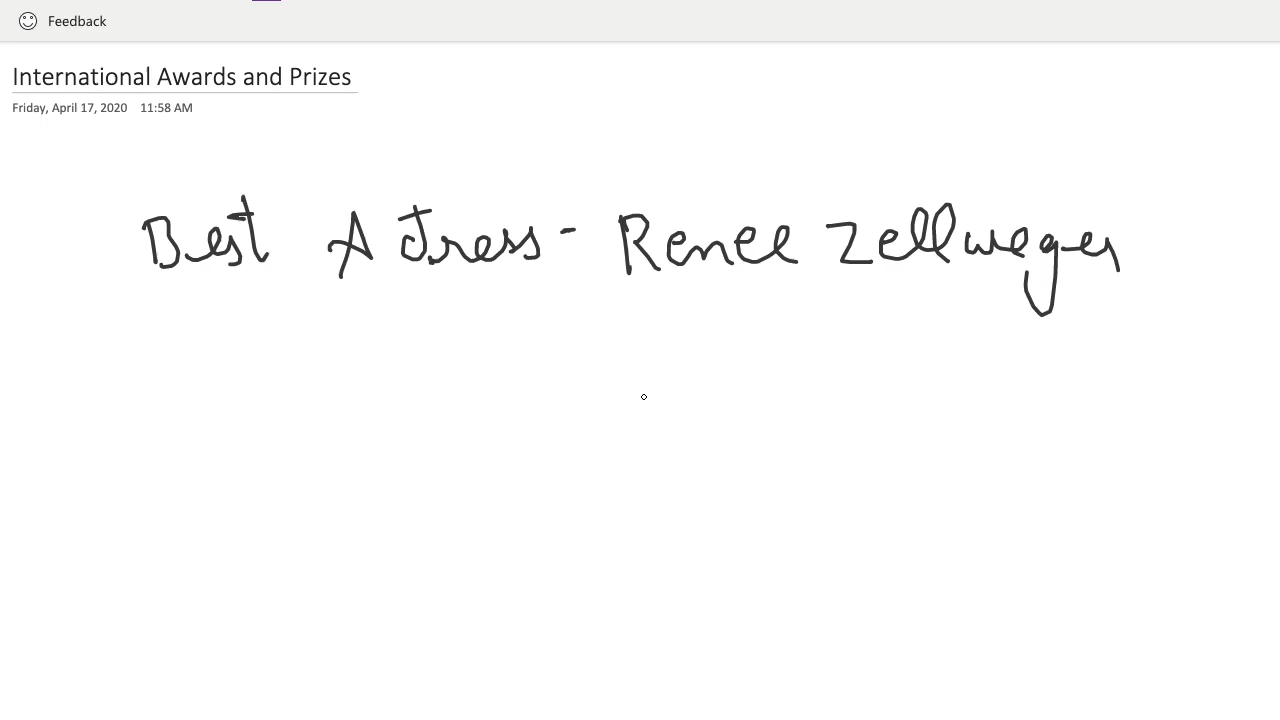 Feedback
International Awards and Prizes
Friday, April 17, 2020 11:58 AM
Best Actress - Renee Zellweger